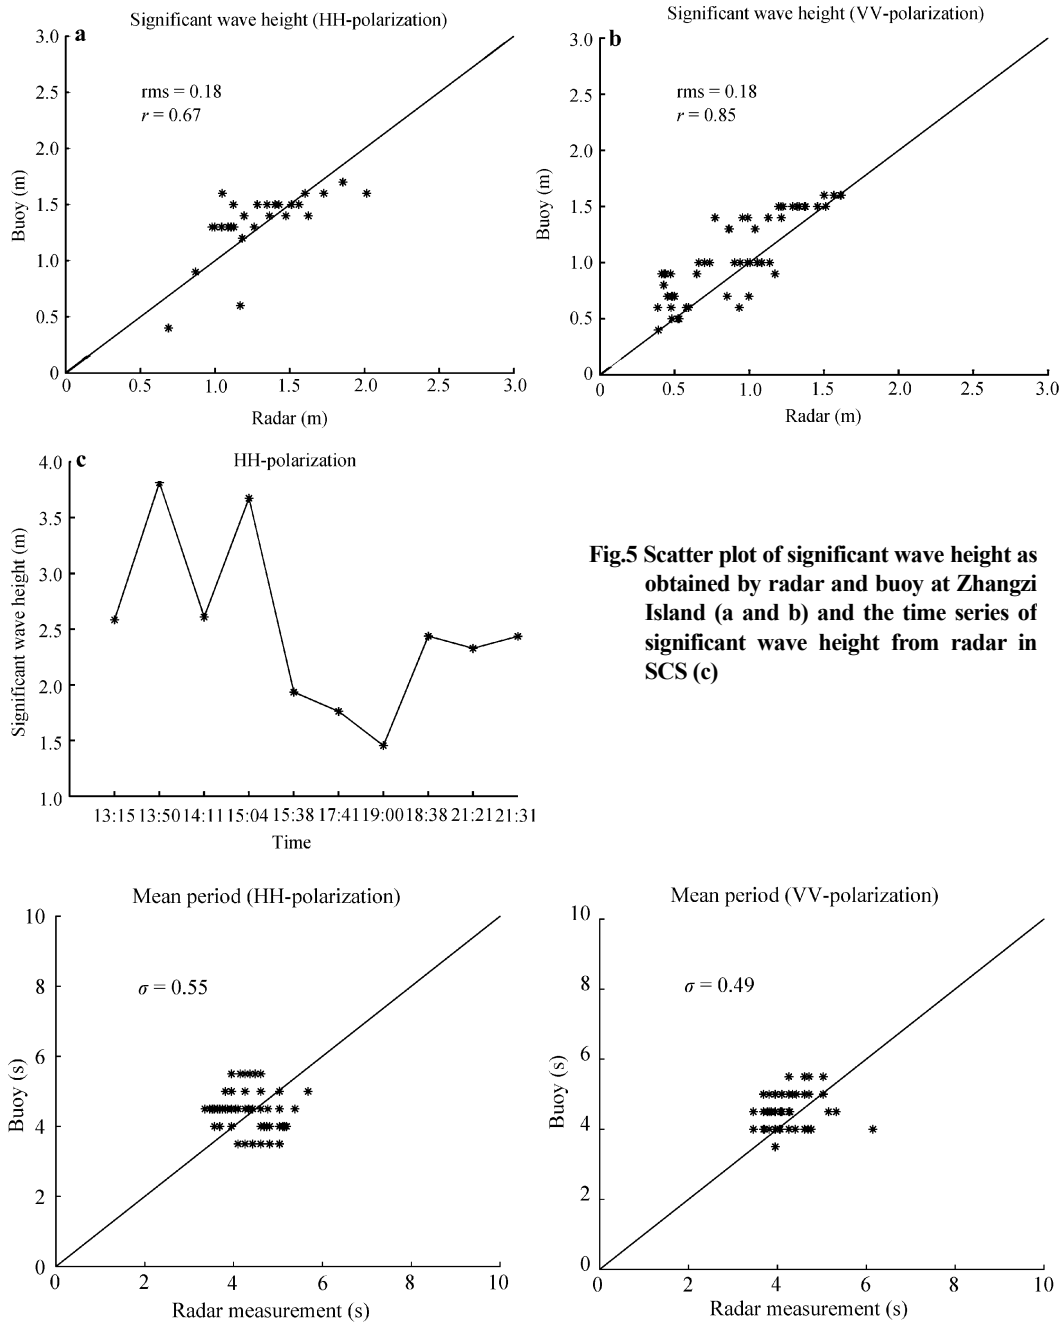 Significant wave height (HH-polarization)
a
rms = 0.18
r = 0.67
3.0
2.5
2.0
1.5
1.0
0.5
0
Buoy (m)
0 0.5 1.0 1.5 2.0 2.5 3.0
Radar (m)
Significant wave height (VV-polarization)
b
rms = 0.18
r = 0.85
3.0
2.5
2.0
1.5
1.0
0.5
0
Buoy (m)
0 0.5 1.0 1.5 2.0 2.5 3.0
Radar (m)
c
HH-polarization
4.0
3.5
3.0
2.5
2.0
1.5
1.0
Significant wave height (m)
13:15 13:50 14:11 15:04 15:38 17:41 19:00 18:38 21:21 21:31
Time
Fig.5 Scatter plot of significant wave height as
obtained by radar and buoy at Zhangzi
Island (a and b) and the time series of
significant wave height from radar in
SCS (c)
Mean period (HH-polarization)
σ = 0.55
10
8
6
4
2
0
Buoy (s)
0 2 4 6 8 10
Radar measurement (s)
Mean period (VV-polarization)
σ = 0.49
10
8
6
4
2
0
Buoy (s)
0 2 4 6 8 10
Radar measurement (s)